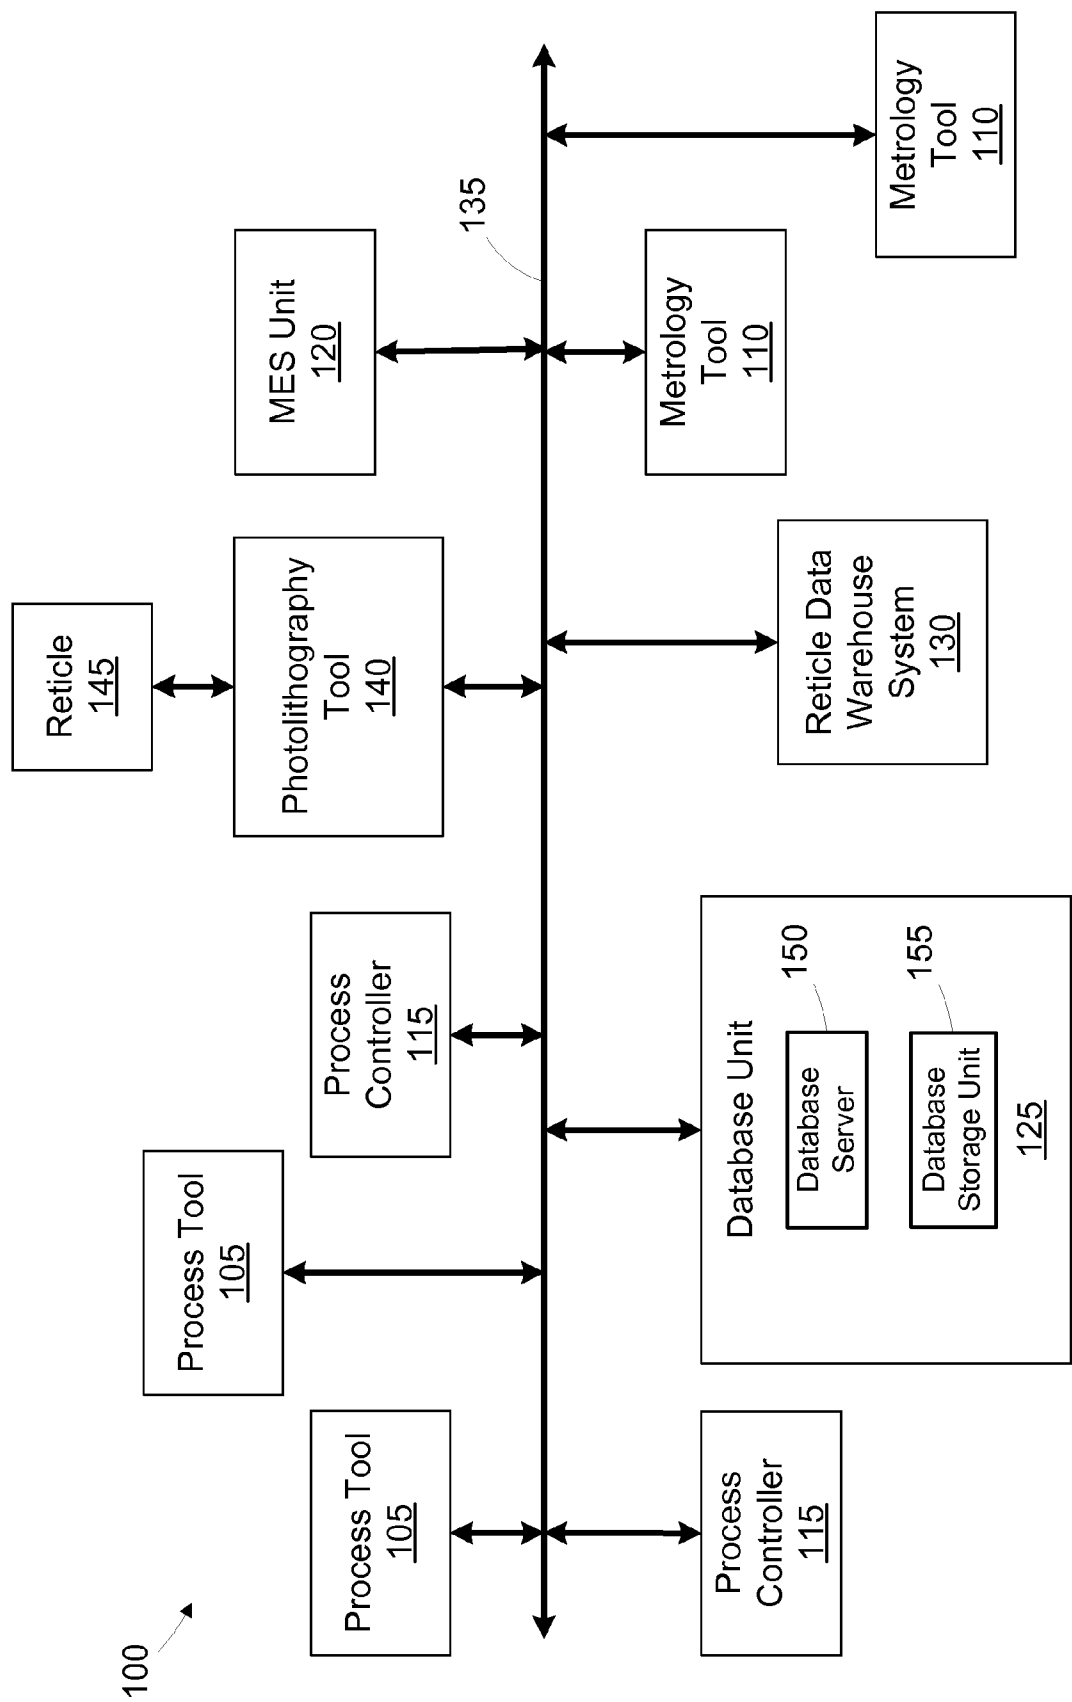 100
Process Tool
105
Process Tool
105
Process
Controller
115
Reticle
145
Photolithography
Tool
140
MES Unit
120
135
Process
Controller
115
Database Unit
Database
Server
150
Database
Storage Unit
155
125
Reticle Data
Warehouse
System
130
Metrology
Tool
110
Metrology
Tool
110